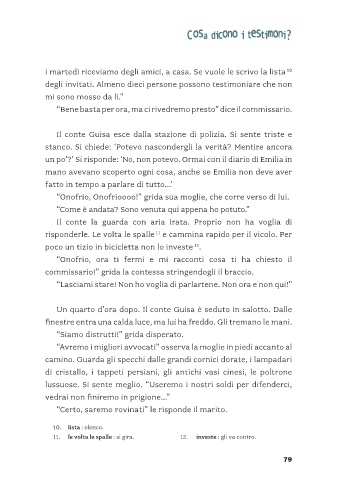 Cosa dicono i testimoni?
i martedì riceviamo degli amici, a casa. Se vuole le scrivo la lista 10
degli invitati. Almeno dieci persone possono testimoniare che non
mi sono mosso da lì."
"Bene basta per ora, ma ci rivedremo presto" dice il commissario.
Il conte Guisa esce dalla stazione di polizia. Si sente triste e
stanco. Si chiede: 'Potevo nascondergli la verità? Mentire ancora
un po'?' Si risponde: 'No, non potevo. Ormai con il diario di Emilia in
mano avevano scoperto ogni cosa, anche se Emilia non deve aver
fatto in tempo a parlare di tutto...'
"Onofrio, Onofrioooo!" grida sua moglie, che corre verso di lui.
"Come è andata? Sono venuta qui appena ho potuto."
Il conte la guarda con aria irata. Proprio non ha voglia di
risponderle. Le volta le spalle 11 e cammina rapido per il vicolo. Per
poco un tizio in bicicletta non lo investe 12.
"Onofrio, ora ti fermi e mi racconti cosa ti ha chiesto il
commissario!" grida la contessa stringendogli il braccio.
"Lasciami stare! Non ho voglia di parlartene. Non ora e non qui!"
Un quarto d'ora dopo. Il conte Guisa è seduto in salotto. Dalle
finestre entra una calda luce, ma lui ha freddo. Gli tremano le mani.
"Siamo distrutti!" grida disperato.
"Avremo i migliori avvocati" osserva la moglie in piedi accanto al
camino. Guarda gli specchi dalle grandi cornici dorate, i lampadari
di cristallo, i tappeti persiani, gli antichi vasi cinesi, le poltrone
lussuose. Si sente meglio. "Useremo i nostri soldi per difenderci,
vedrai non finiremo in prigione..."
"Certo, saremo rovinati" le risponde il marito.
10. lista : elenco.
11. le volta le spalle : si gira.
12. investe : gli va contro.
79